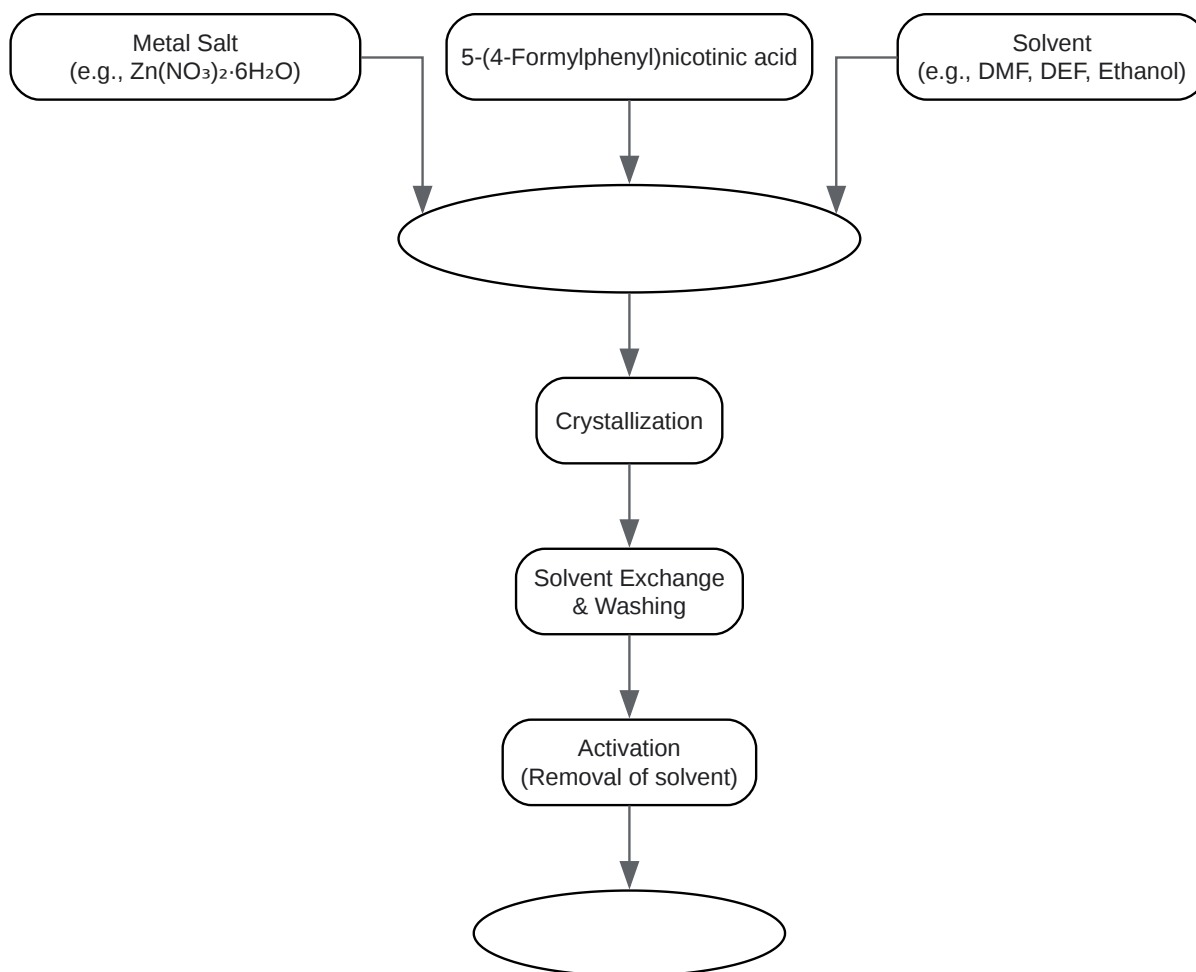 Metal Salt
(e.g., Zn(NO₃)₂·6H₂O)
5-(4-Formylphenyl)nicotinic acid
Solvent
(e.g., DMF, DEF, Ethanol)
Crystallization
Solvent Exchange
& Washing
Activation
(Removal of solvent)